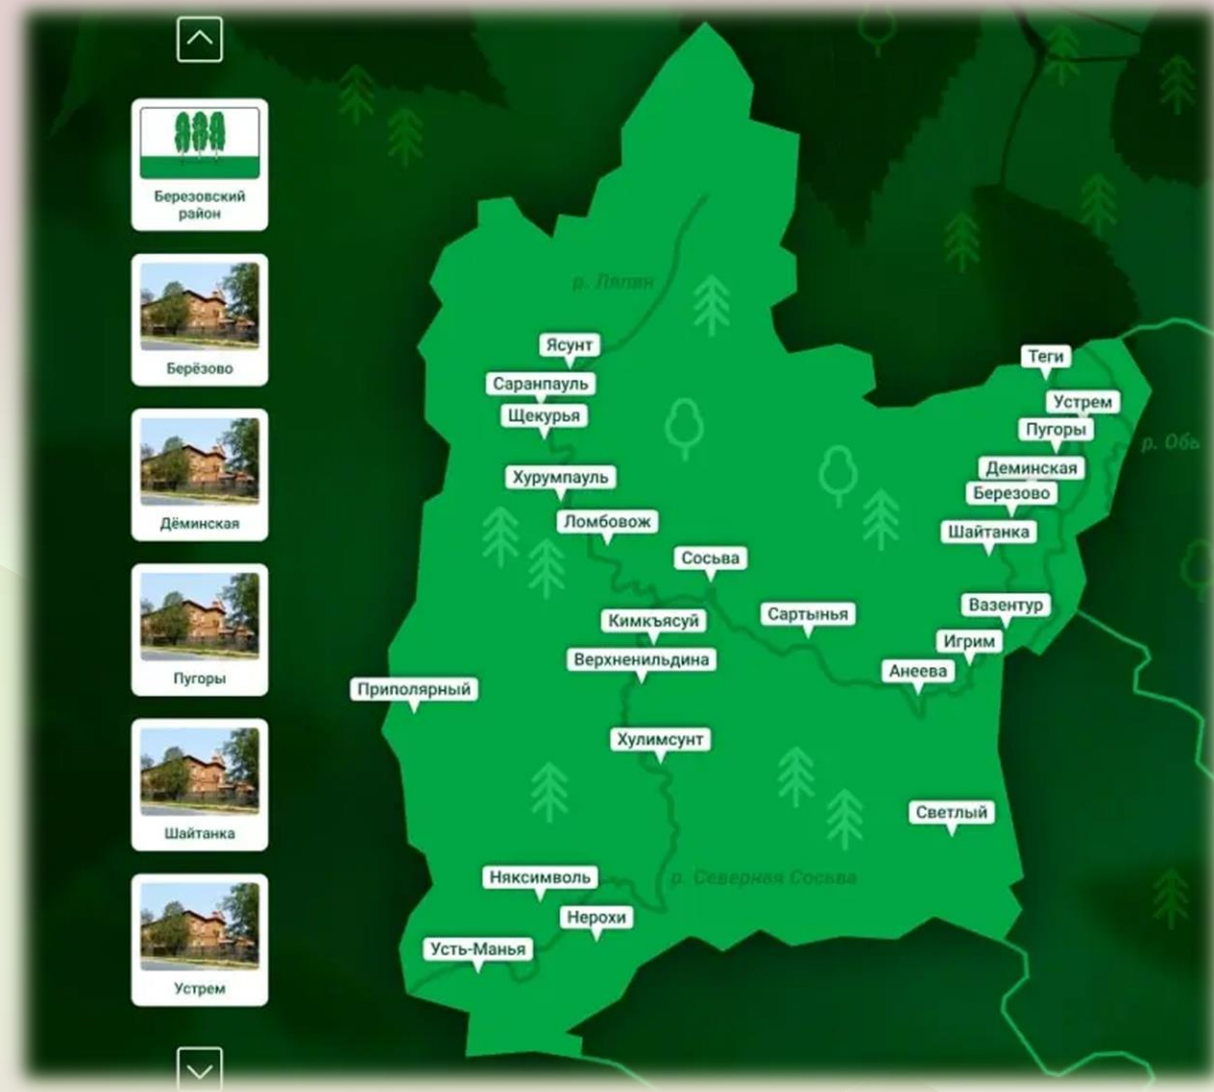 Березовский
район
Берёзово
Дёминская
Пугоры
Шайтанка
Устрем
р. Ляпин
Ясунт
Саранпауль
Щекурья
Хурумпауль
Ломбовож
Сосьва
Кимкъясуй
Верхненильдина
Сартынья
Приполярный
Хулимсунт
Няксимволь
Нерохи
Усть-Манья
р. Северная Сосьва
Теги
Устрем
Пугоры
р. Обь
Деминская
Березово
Шайтанка
Вазентур
Игрим
Анеева
Светлый